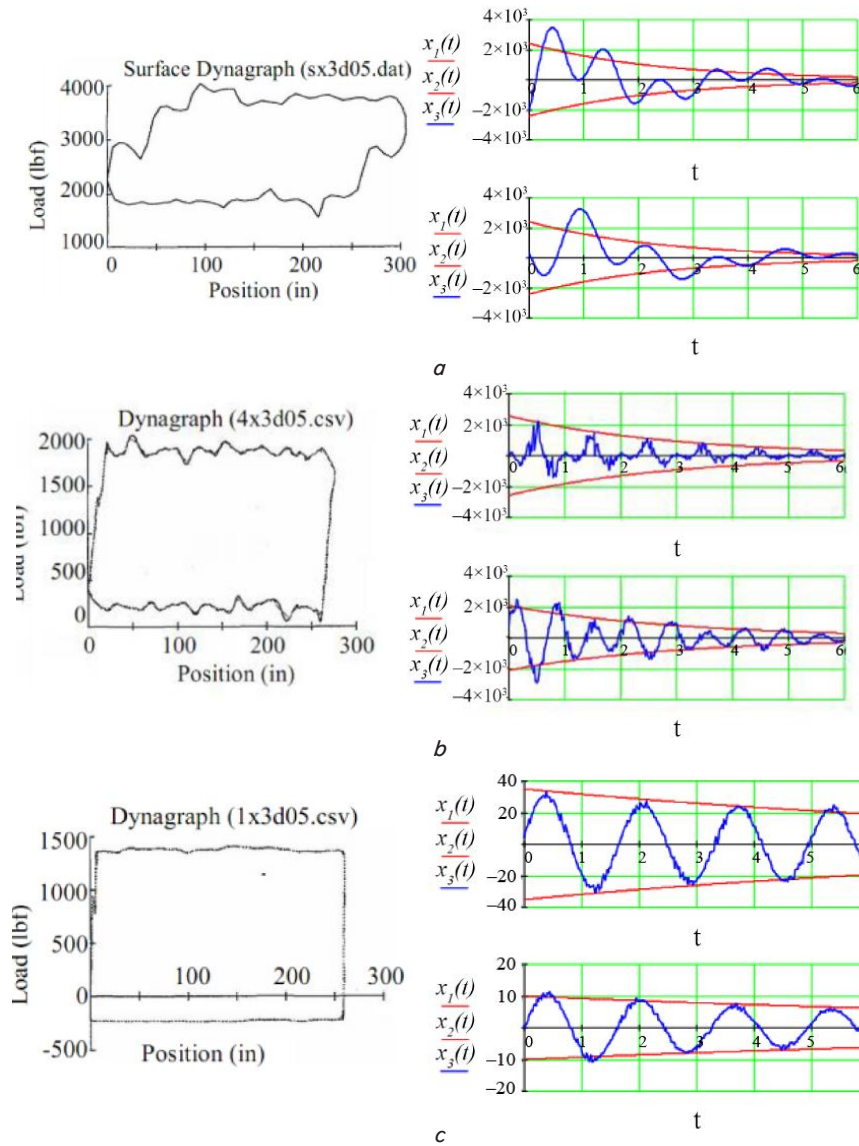 Surface Dynagraph (sx3d05.dat)
Load (lbf)
4000
3000
2000
1000
0
100
200
300
Position (in)
x₁(t)
x₂(t)
x₃(t)
4×10³
2×10³
−2×10³
−4×10³
0 1 2 3 4 5 6
t
x₁(t)
x₂(t)
x₃(t)
4×10³
2×10³
−2×10³
−4×10³
0 1 2 3 4 5 6
t
a
Dynagraph (4x3d05.csv)
Load (lbf)
2000
1500
1000
500
0
0 100 200 300
Position (in)
x₁(t)
x₂(t)
x₃(t)
4×10³
2×10³
−2×10³
−4×10³
0 1 2 3 4 5 6
t
x₁(t)
x₂(t)
x₃(t)
4×10³
2×10³
−2×10³
−4×10³
0 1 2 3 4 5 6
t
b
Dynagraph (1x3d05.csv)
Load (lbf)
1500
1000
500
0
-500
100 200 300
Position (in)
x₁(t)
x₂(t)
x₃(t)
40
20
−20
−40
0 1 2 3 4 5
t
x₁(t)
x₂(t)
x₃(t)
20
10
−10
−20
0 1 2 3 4 5
t
c